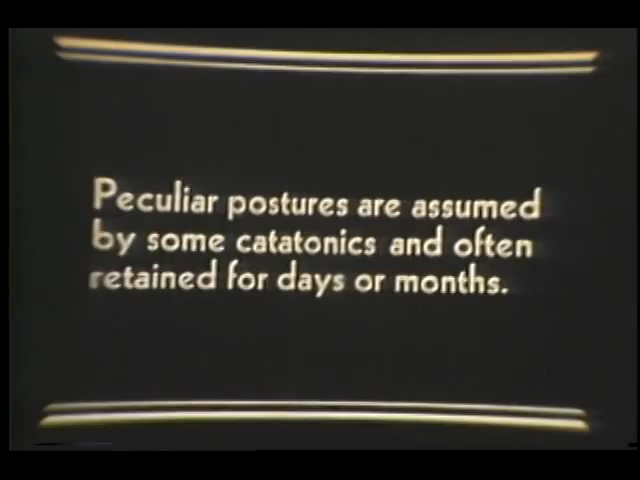 Peculiar postures are assumed
by some catatonics and often
retained for days or months.